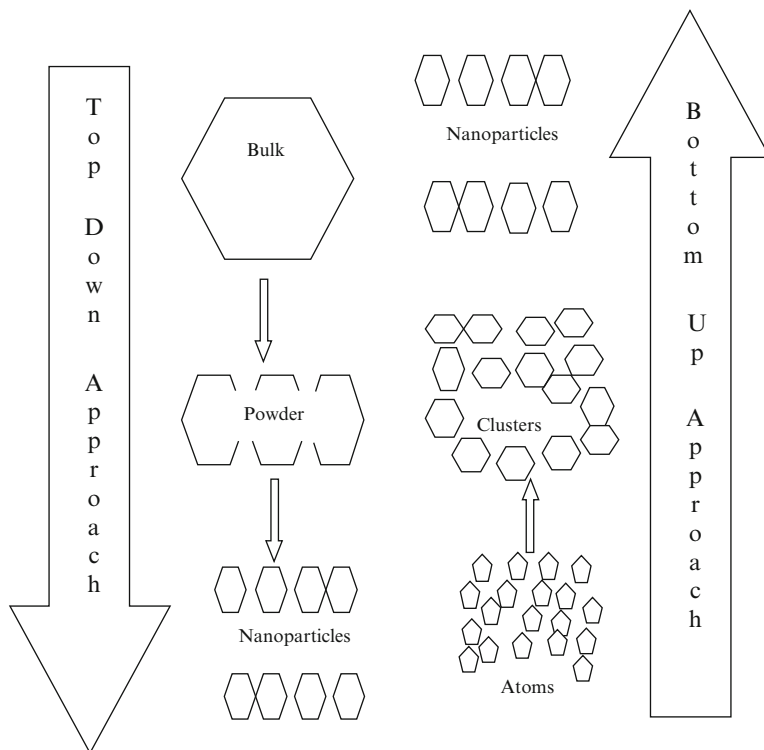 Top Down Approach
Bulk
Powder
Nanoparticles
Nanoparticles
Clusters
Atoms
Bottom Up Approach